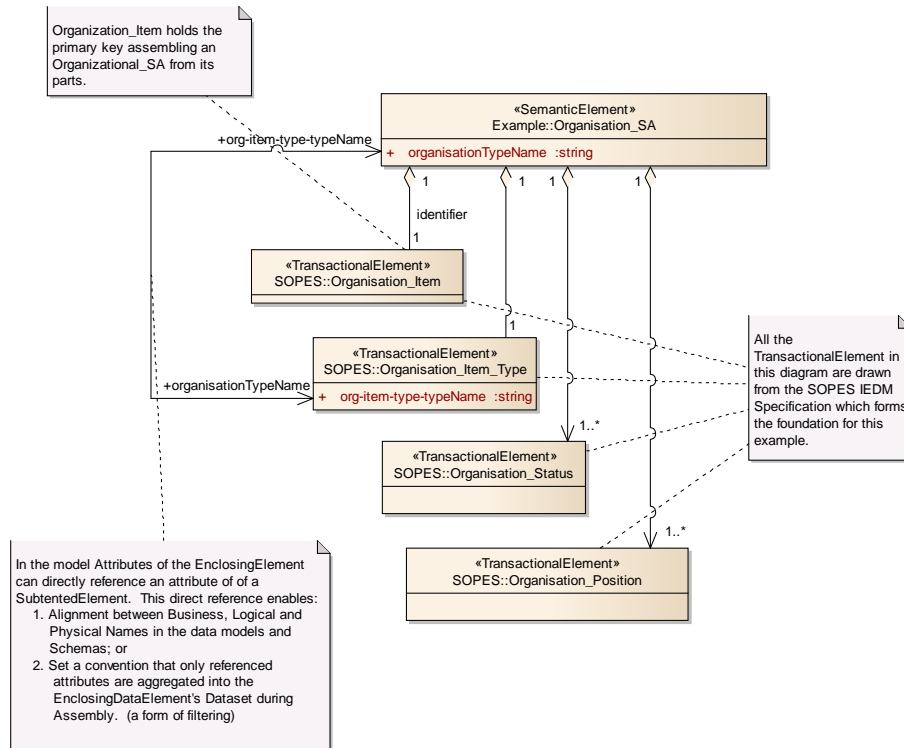 Organization_Item holds the
primary key assembling an
Organizational_SA from its
parts.
«SemanticElement»
Example::Organisation_SA
+ organisationTypeName :string
+org-item-type-typeName
1
1
1
1
identifier
1
«TransactionalElement»
SOPES::Organisation_Item
1
«TransactionalElement»
SOPES::Organisation_Item_Type
+ org-item-type-typeName :string
+organisationTypeName
All the
TransactionalElement in
this diagram are drawn
from the SOPES IEDM
Specification which forms
the foundation for this
example.
1..*
«TransactionalElement»
SOPES::Organisation_Status
1..*
«TransactionalElement»
SOPES::Organisation_Position
In the model Attributes of the EnclosingElement
can directly reference an attribute of of a
SubtentedElement. This direct reference enables:
1. Alignment between Business, Logical and
Physical Names in the data models and
Schemas; or
2. Set a convention that only referenced
attributes are aggregated into the
EnclosingDataElement's Dataset during
Assembly. (a form of filtering)